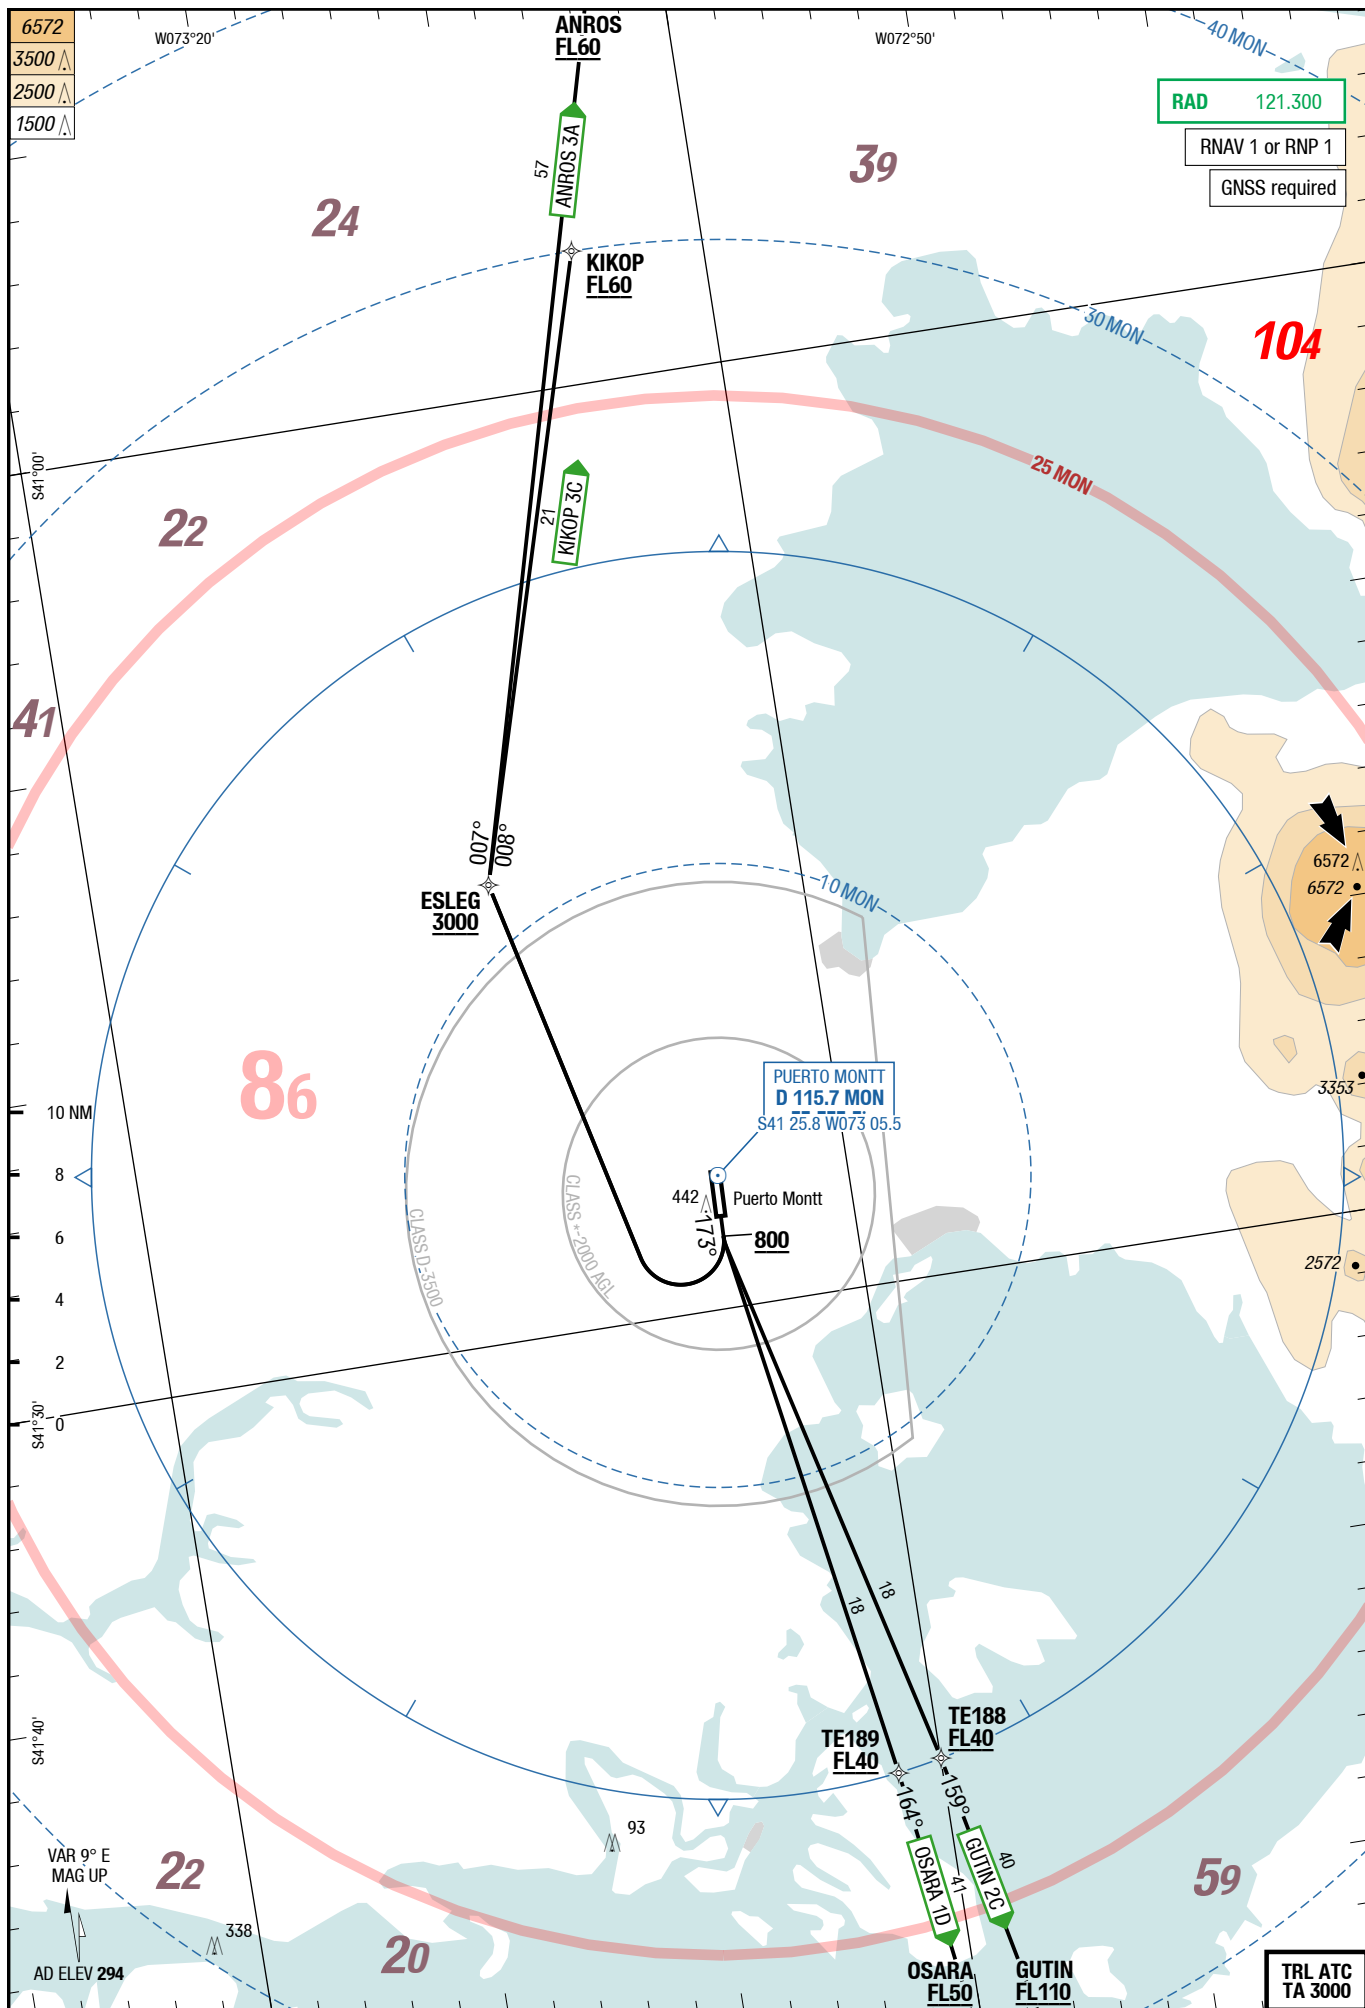 6572
3500
2500
1500
W073°20'
ANROS
FL60
W072°50'
40 MON
RAD 121.300
RNAV 1 or RNP 1
GNSS required
57
ANROS 3A
39
24
KIKOP
FL60
30 MON
104
S41°00'
25 MON
21
KIKOP 3C
22
41
007°
008°
6572
6572
ESLEG
3000
10 MON
86
PUERTO MONTT
D 115.7 MON
S41 25.8 W073 05.5
3353
10 NM
8
6
4
2
0
442
Puerto Montt
173°
800
CLASS D-3500
CLASS *-2000 AGL
2572
S41°30'
18
18
S41°40'
TE188
FL40
TE189
FL40
159°
164°
93
GUTIN 2C
40
OSARA 1D
41
VAR 9° E
MAG UP
22
59
338
20
AD ELEV 294
OSARA
FL50
GUTIN
FL110
TRL ATC
TA 3000